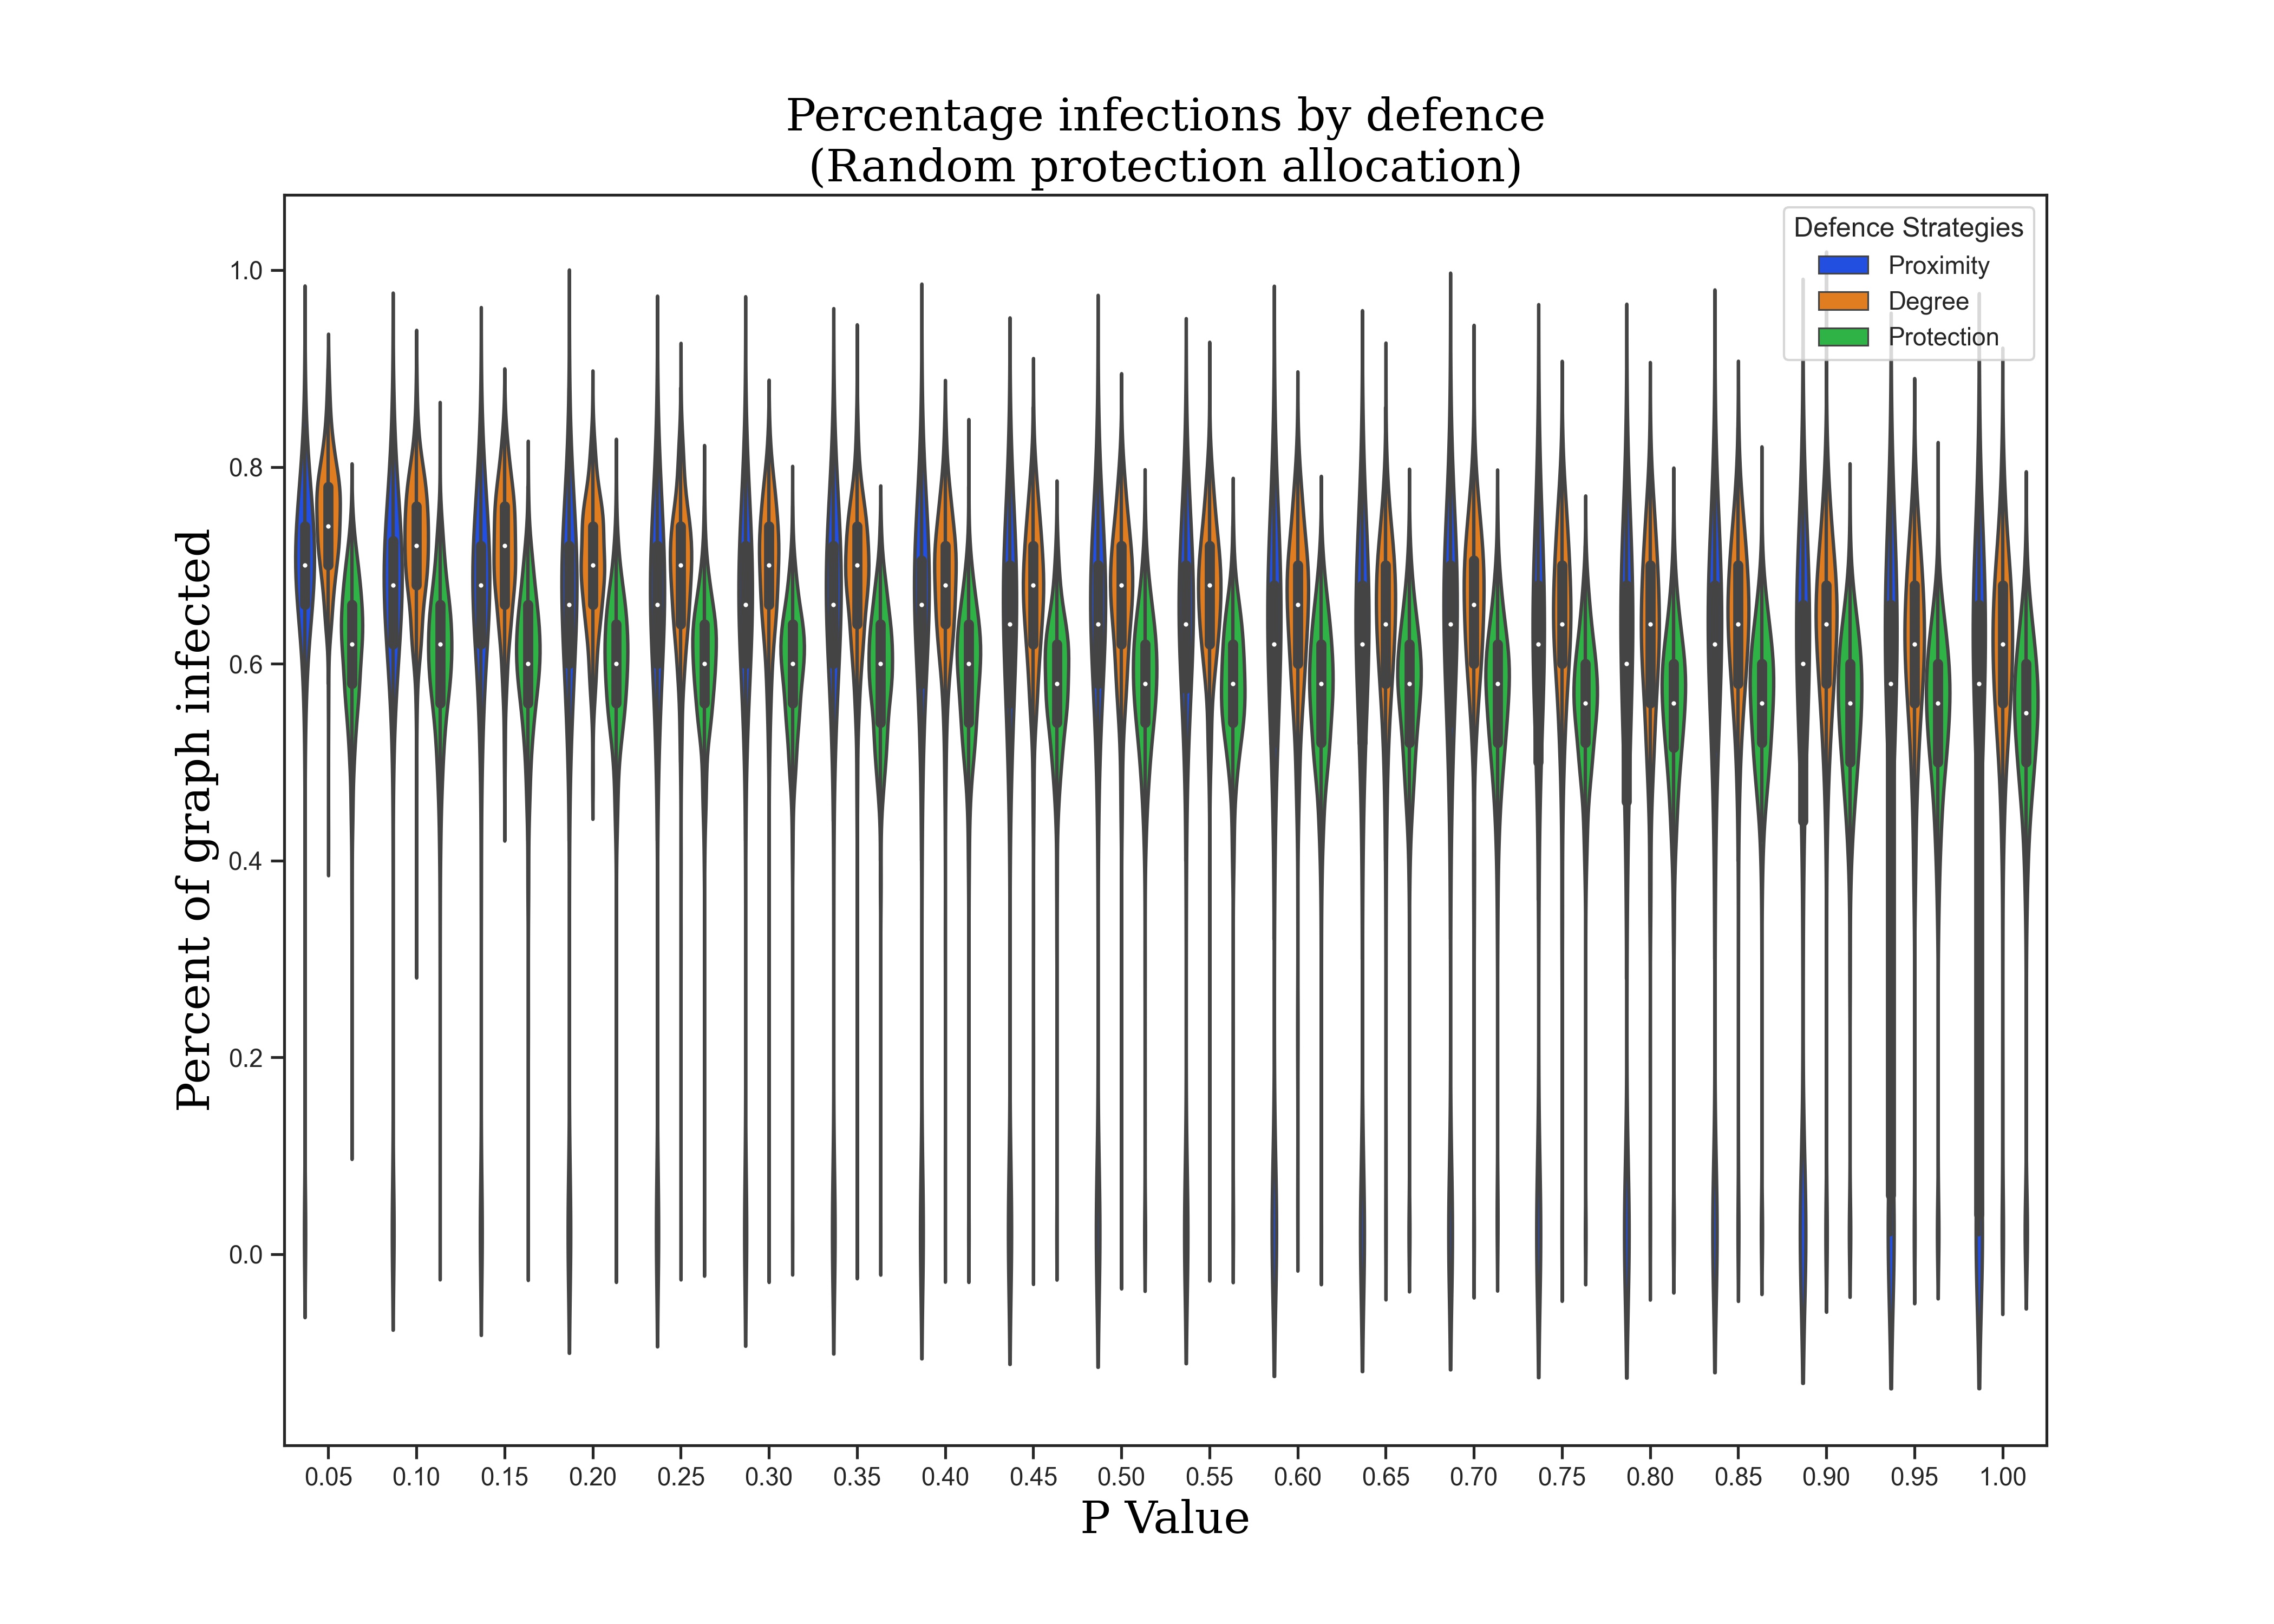 Percentage infections by defence
(Random protection allocation)
Defence Strategies
Proximity
Degree
Protection
Percent of graph infected
1.0
0.8
0.6
0.4
0.2
0.0
0.05 0.10 0.15 0.20 0.25 0.30 0.35 0.40 0.45 0.50 0.55 0.60 0.65 0.70 0.75 0.80 0.85 0.90 0.95 1.00
P Value